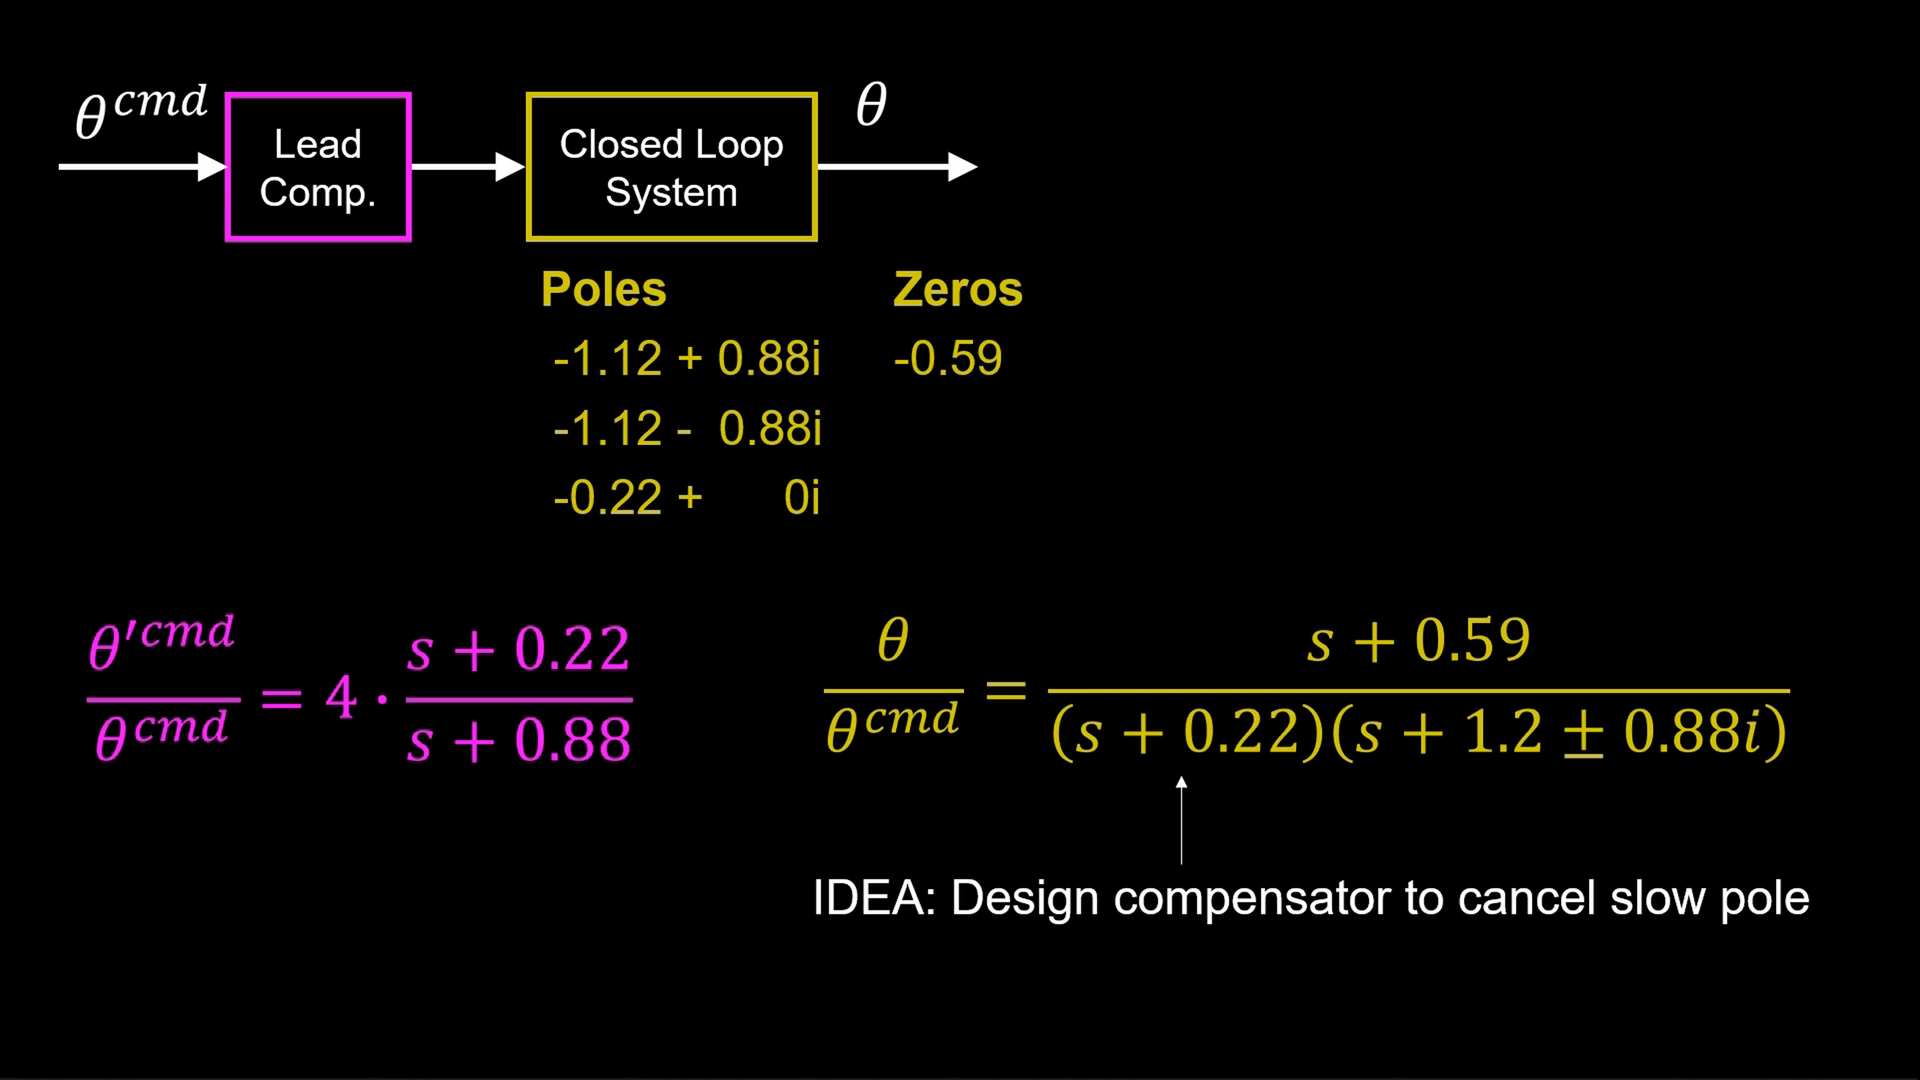 θ^cmd
Lead
Comp.
Closed Loop
System
θ
Poles Zeros
-1.12 + 0.88i -0.59
-1.12 - 0.88i
-0.22 + 0i
θ′^cmd / θ^cmd = 4 · (s + 0.22) / (s + 0.88)
θ / θ^cmd = (s + 0.59) / ((s + 0.22)(s + 1.2 ± 0.88i))
IDEA: Design compensator to cancel slow pole